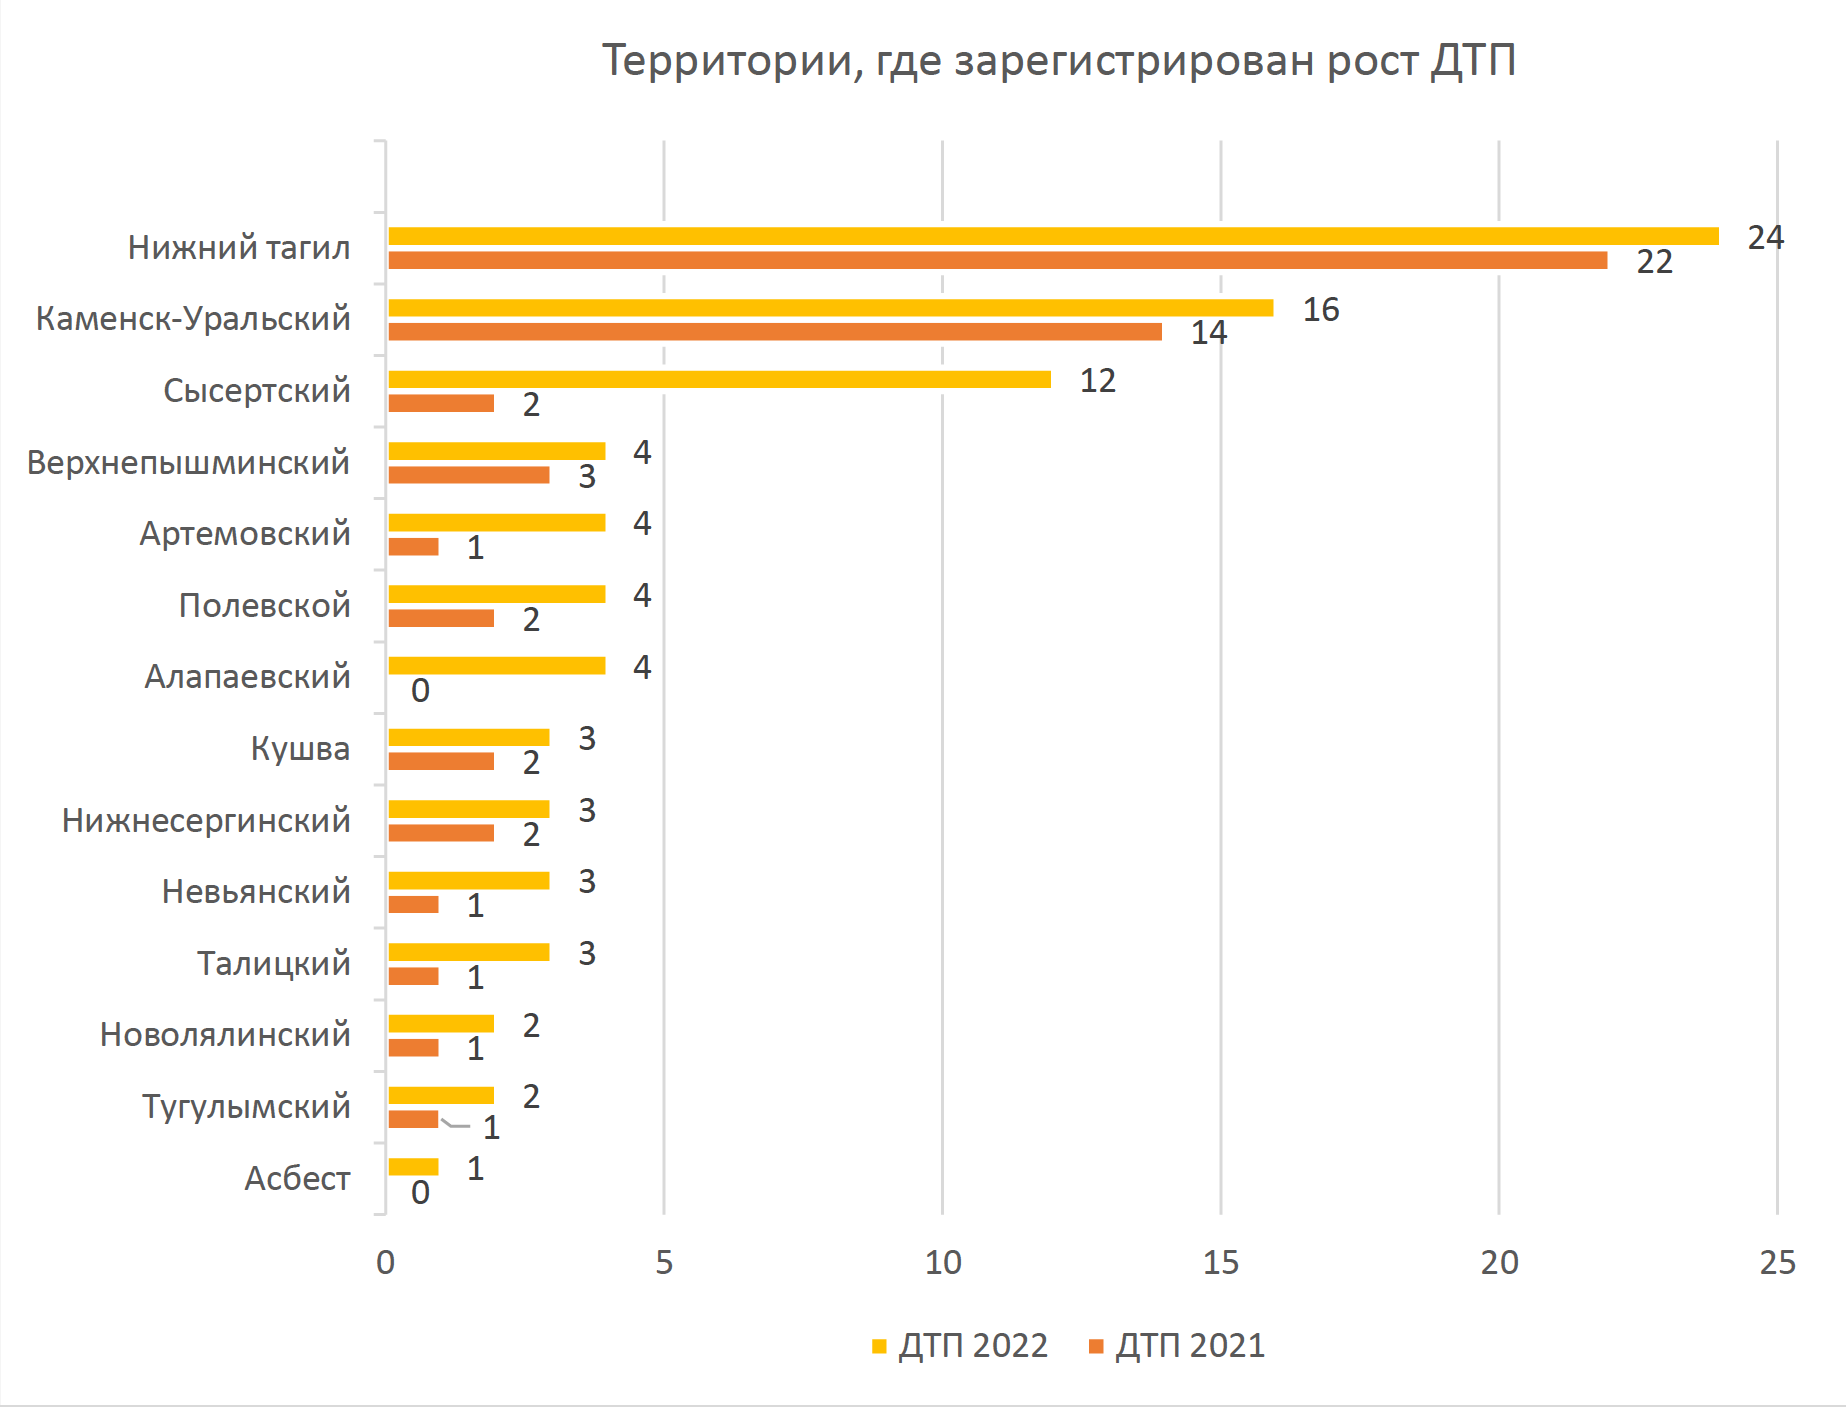 Территории, где зарегистрирован рост ДТП
Нижний тагил
24
22
Каменск-Уральский
16
14
Сысертский
12
2
Верхнепышминский
4
3
Артемовский
4
1
Полевской
4
2
Алапаевский
4
0
Кушва
3
2
Нижнесергинский
3
2
Невьянский
3
1
Талицкий
3
1
Новолялинский
2
1
Тугулымский
2
1
Асбест
1
0
0 5 10 15 20 25
ДТП 2022 ДТП 2021